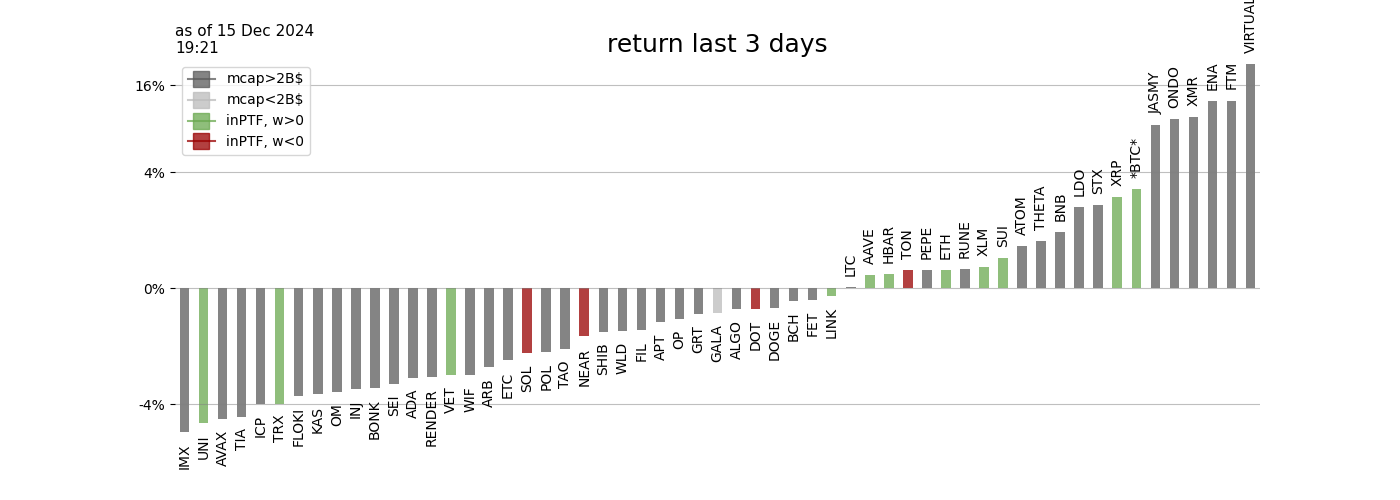 as of 15 Dec 2024
19:21
return last 3 days
mcap>2B$
mcap<2B$
inPTF, w>0
inPTF, w<0
16%
4%
0%
-4%
IMX
UNI
AVAX
TIA
ICP
TRX
FLOKI
KAS
OM
INJ
BONK
SEI
ADA
RENDER
VET
WIF
ARB
ETC
SOL
POL
TAO
NEAR
SHIB
WLD
FIL
APT
OP
GRT
GALA
ALGO
DOT
DOGE
BCH
FET
LINK
LTC
AAVE
HBAR
TON
PEPE
ETH
RUNE
XLM
SUI
ATOM
THETA
BNB
LDO
STX
XRP
*BTC*
JASMY
ONDO
XMR
ENA
FTM
VIRTUAL